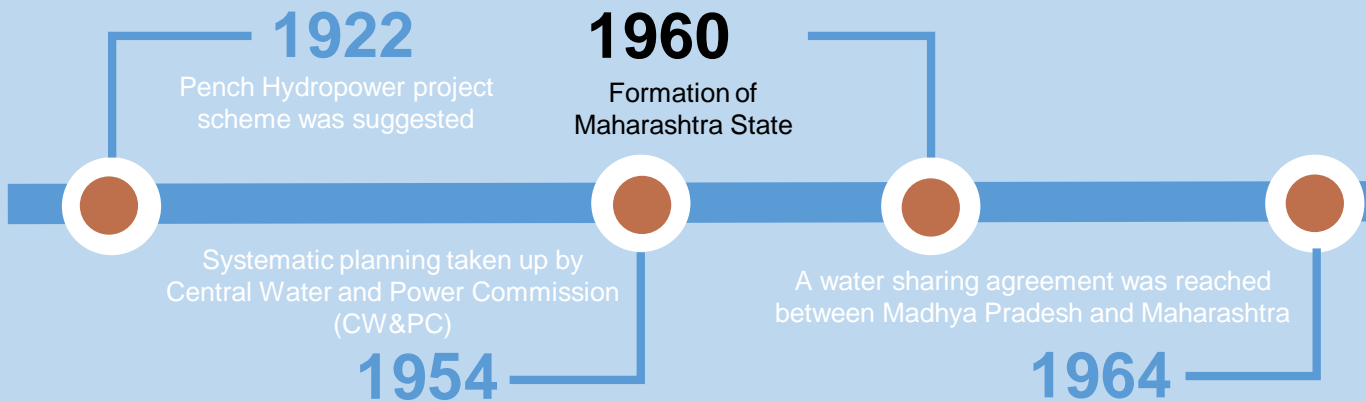 1922
Pench Hydropower project
scheme was suggested
1960
Formation of
Maharashtra State
Systematic planning taken up by
Central Water and Power Commission
(CW&PC)
1954
A water sharing agreement was reached
between Madhya Pradesh and Maharashtra
1964